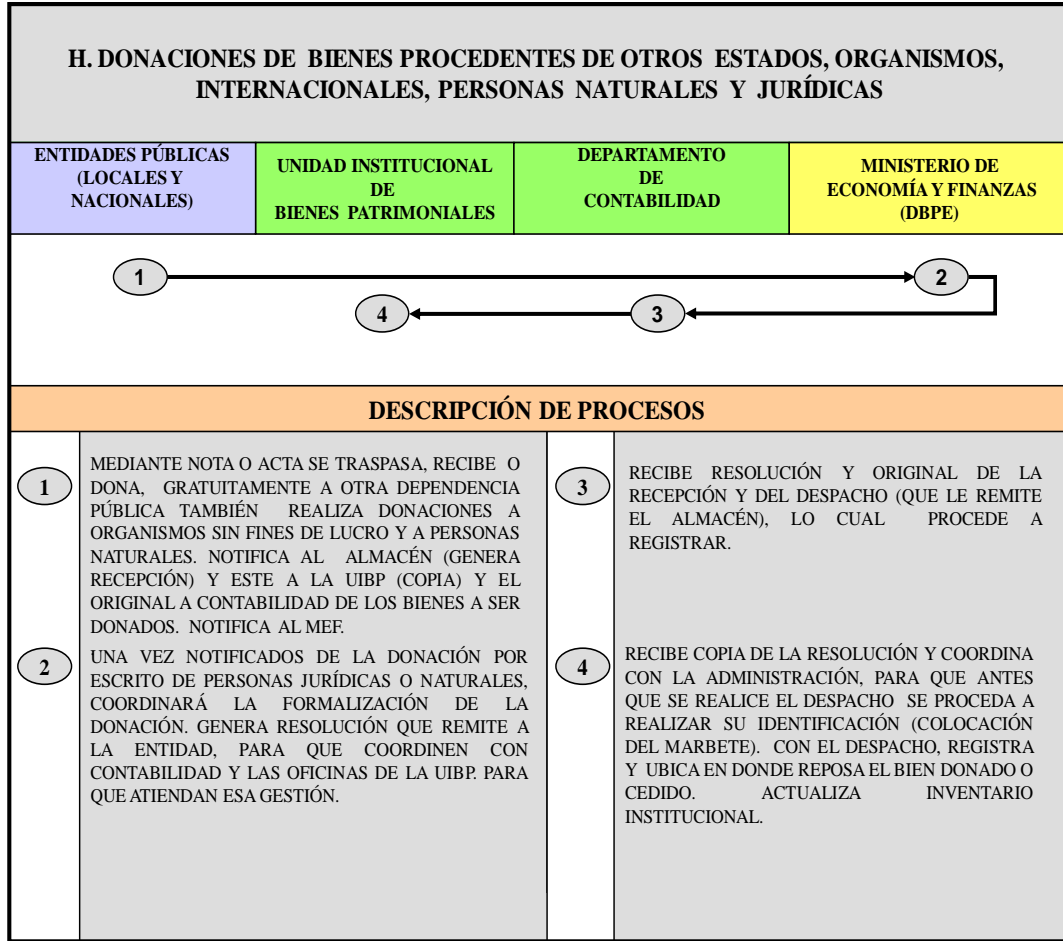 H. DONACIONES DE BIENES PROCEDENTES DE OTROS ESTADOS, ORGANISMOS,
INTERNACIONALES, PERSONAS NATURALES Y JURÍDICAS
ENTIDADES PÚBLICAS
(LOCALES Y
NACIONALES)
UNIDAD INSTITUCIONAL
DE
BIENES PATRIMONIALES
DEPARTAMENTO
DE
CONTABILIDAD
MINISTERIO DE
ECONOMÍA Y FINANZAS
(DBPE)
1
2
4
3
DESCRIPCIÓN DE PROCESOS
1
MEDIANTE NOTA O ACTA SE TRASPASA, RECIBE O
DONA, GRATUITAMENTE A OTRA DEPENDENCIA
PÚBLICA TAMBIÉN REALIZA DONACIONES A
ORGANISMOS SIN FINES DE LUCRO Y A PERSONAS
NATURALES. NOTIFICA AL ALMACÉN (GENERA
RECEPCIÓN) Y ESTE A LA UIBP (COPIA) Y EL
ORIGINAL A CONTABILIDAD DE LOS BIENES A SER
DONADOS. NOTIFICA AL MEF.
2
UNA VEZ NOTIFICADOS DE LA DONACIÓN POR
ESCRITO DE PERSONAS JURÍDICAS O NATURALES,
COORDINARÁ LA FORMALIZACIÓN DE LA
DONACIÓN. GENERA RESOLUCIÓN QUE REMITE A
LA ENTIDAD, PARA QUE COORDINEN CON
CONTABILIDAD Y LAS OFICINAS DE LA UIBP. PARA
QUE ATIENDAN ESA GESTIÓN.
3
RECIBE RESOLUCIÓN Y ORIGINAL DE LA
RECEPCIÓN Y DEL DESPACHO (QUE LE REMITE
EL ALMACÉN), LO CUAL PROCEDE A
REGISTRAR.
4
RECIBE COPIA DE LA RESOLUCIÓN Y COORDINA
CON LA ADMINISTRACIÓN, PARA QUE ANTES
QUE SE REALICE EL DESPACHO SE PROCEDA A
REALIZAR SU IDENTIFICACIÓN (COLOCACIÓN
DEL MARBETE). CON EL DESPACHO, REGISTRA
Y UBICA EN DONDE REPOSA EL BIEN DONADO O
CEDIDO. ACTUALIZA INVENTARIO
INSTITUCIONAL.